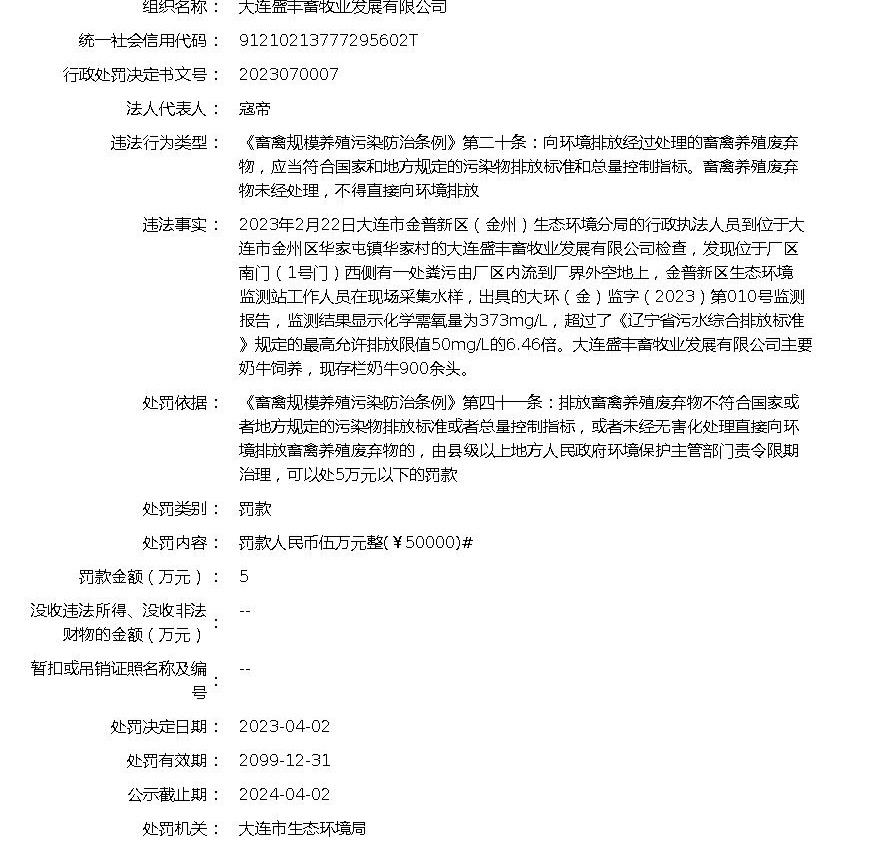 组织名称： 大连盛丰畜牧业发展有限公司
统一社会信用代码： 91210213777295602T
行政处罚决定书文号： 2023070007
法人代表人： 寇帝
违法行为类型： 《畜禽规模养殖污染防治条例》第二十条：向环境排放经过处理的畜禽养殖废弃
物，应当符合国家和地方规定的污染物排放标准和总量控制指标。畜禽养殖废弃
物未经处理，不得直接向环境排放
违法事实： 2023年2月22日大连市金普新区（金州）生态环境分局的行政执法人员到位于大
连市金州区华家屯镇华家村的大连盛丰畜牧业发展有限公司检查，发现位于厂区
南门（1号门）西侧有一处粪污由厂区内流到厂界外空地上，金普新区生态环境
监测站工作人员在现场采集水样，出具的大环（金）监字（2023）第010号监测
报告，监测结果显示化学需氧量为373mg/L，超过了《辽宁省污水综合排放标准
》规定的最高允许排放限值50mg/L的6.46倍。大连盛丰畜牧业发展有限公司主要
奶牛饲养，现存栏奶牛900余头。
处罚依据： 《畜禽规模养殖污染防治条例》第四十一条：排放畜禽养殖废弃物不符合国家或
者地方规定的污染物排放标准或者总量控制指标，或者未经无害化处理直接向环
境排放畜禽养殖废弃物的，由县级以上地方人民政府环境保护主管部门责令限期
治理，可以处5万元以下的罚款
处罚类别： 罚款
处罚内容： 罚款人民币伍万元整(￥50000)#
罚款金额（万元）： 5
没收违法所得、没收非法
财物的金额（万元）： --
暂扣或吊销证照名称及编
号： --
处罚决定日期： 2023-04-02
处罚有效期： 2099-12-31
公示截止期： 2024-04-02
处罚机关： 大连市生态环境局